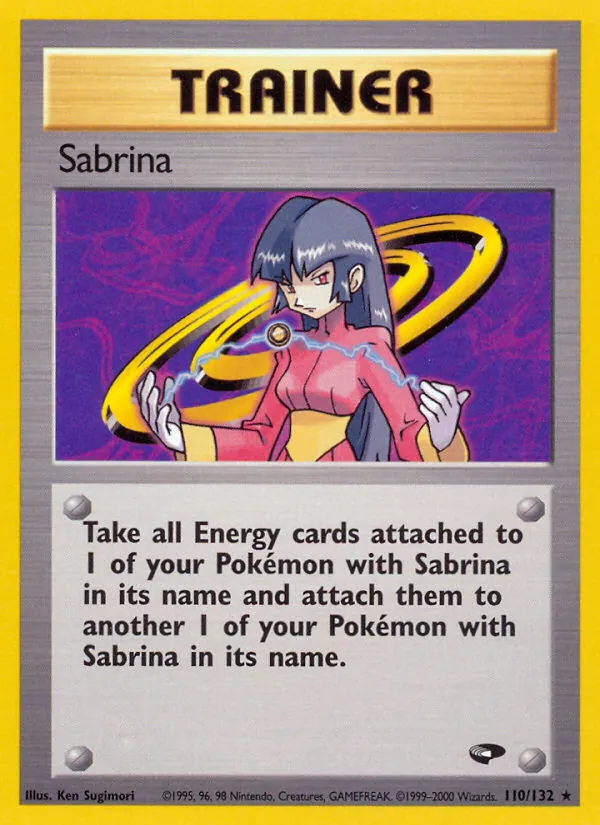 TRAINER
Sabrina
Take all Energy cards attached to
1 of your Pokémon with Sabrina
in its name and attach them to
another 1 of your Pokémon with
Sabrina in its name.
Illus. Ken Sugimori ©1995, 96, 98 Nintendo, Creatures, GAMEFREAK. ©1999–2000 Wizards. 110/132 ★